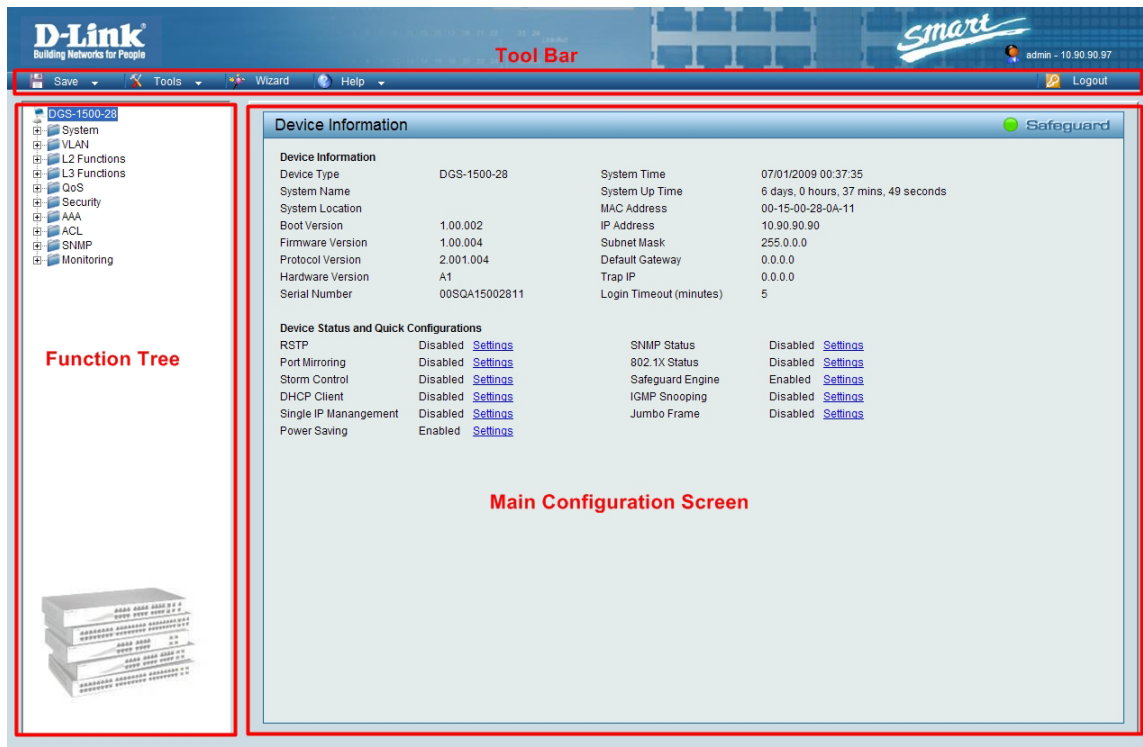 D-Link
Building Networks for People
smart
Tool Bar
admin - 10.90.90.97
Save Tools Wizard Help Logout
DGS-1500-28
System
VLAN
L2 Functions
L3 Functions
QoS
Security
AAA
ACL
SNMP
Monitoring
Function Tree
Device Information Safeguard
Device Information
Device Type DGS-1500-28 System Time 07/01/2009 00:37:35
System Name System Up Time 6 days, 0 hours, 37 mins, 49 seconds
System Location MAC Address 00-15-00-28-0A-11
Boot Version 1.00.002 IP Address 10.90.90.90
Firmware Version 1.00.004 Subnet Mask 255.0.0.0
Protocol Version 2.001.004 Default Gateway 0.0.0.0
Hardware Version A1 Trap IP 0.0.0.0
Serial Number 00SQA15002811 Login Timeout (minutes) 5
Device Status and Quick Configurations
RSTP Disabled Settings SNMP Status Disabled Settings
Port Mirroring Disabled Settings 802.1X Status Disabled Settings
Storm Control Disabled Settings Safeguard Engine Enabled Settings
DHCP Client Disabled Settings IGMP Snooping Disabled Settings
Single IP Manangement Disabled Settings Jumbo Frame Disabled Settings
Power Saving Enabled Settings
Main Configuration Screen